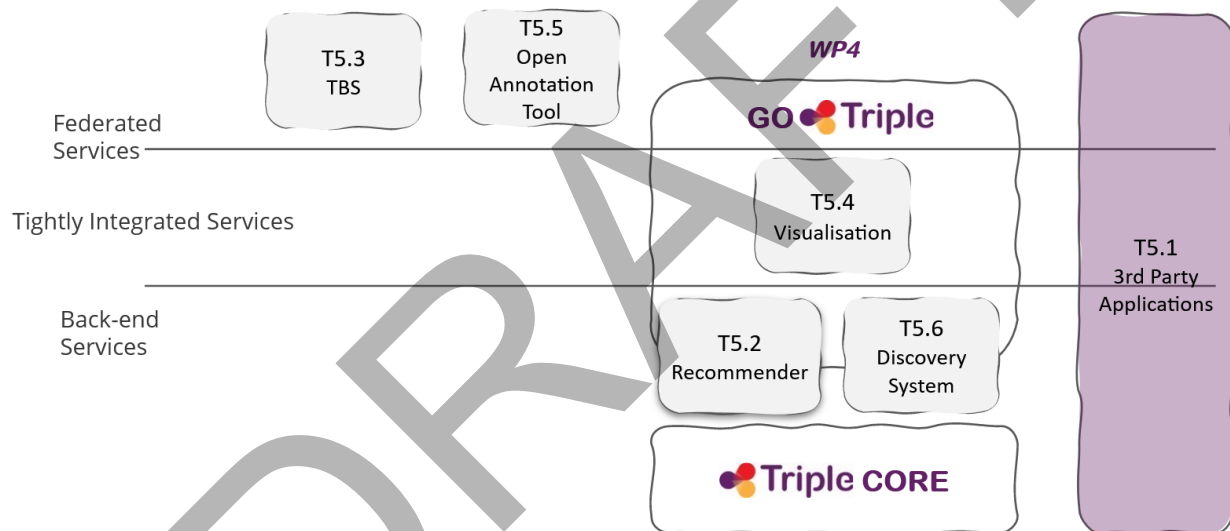 T5.3
TBS
T5.5
Open
Annotation
Tool
WP4
GO Triple
Federated
Services
Tightly Integrated Services
T5.4
Visualisation
T5.1
3rd Party
Applications
Back-end
Services
T5.2
Recommender
T5.6
Discovery
System
Triple CORE
DRAFT